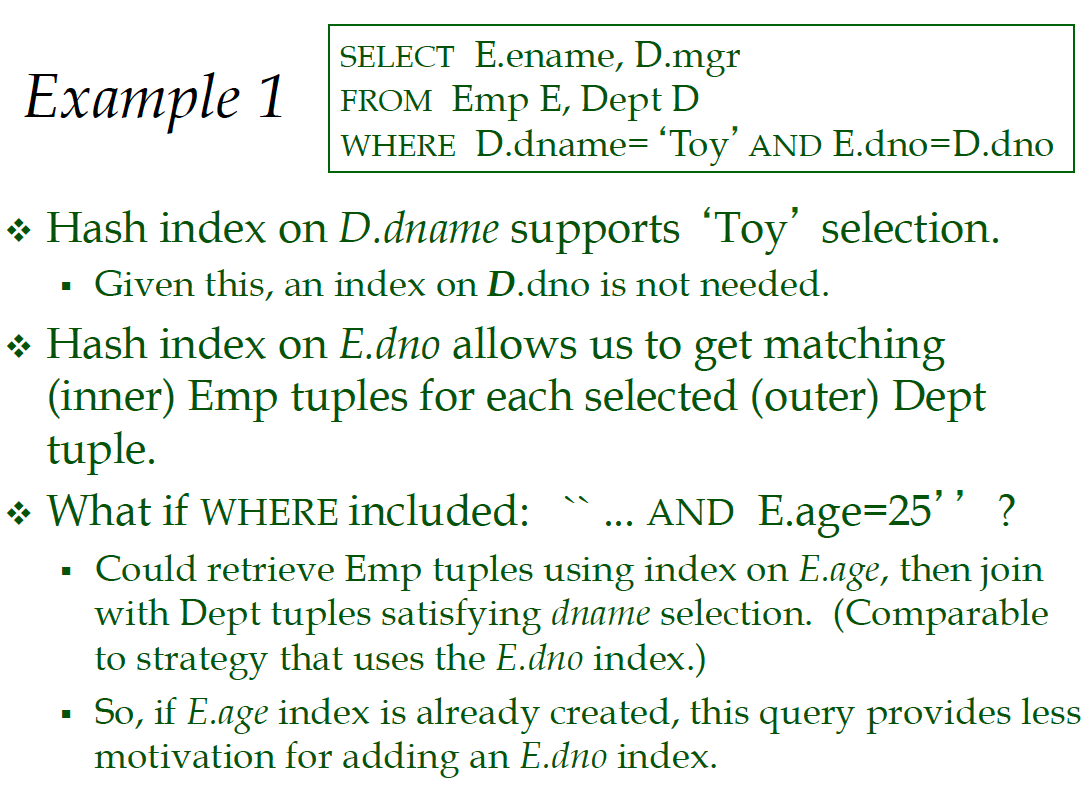 Example 1
SELECT E.ename, D.mgr
FROM Emp E, Dept D
WHERE D.dname= ‘Toy’ AND E.dno=D.dno
❖ Hash index on D.dname supports ‘Toy’ selection.
▪ Given this, an index on D.dno is not needed.
❖ Hash index on E.dno allows us to get matching
(inner) Emp tuples for each selected (outer) Dept
tuple.
❖ What if WHERE included: `` ... AND E.age=25’’ ?
▪ Could retrieve Emp tuples using index on E.age, then join
with Dept tuples satisfying dname selection. (Comparable
to strategy that uses the E.dno index.)
▪ So, if E.age index is already created, this query provides less
motivation for adding an E.dno index.